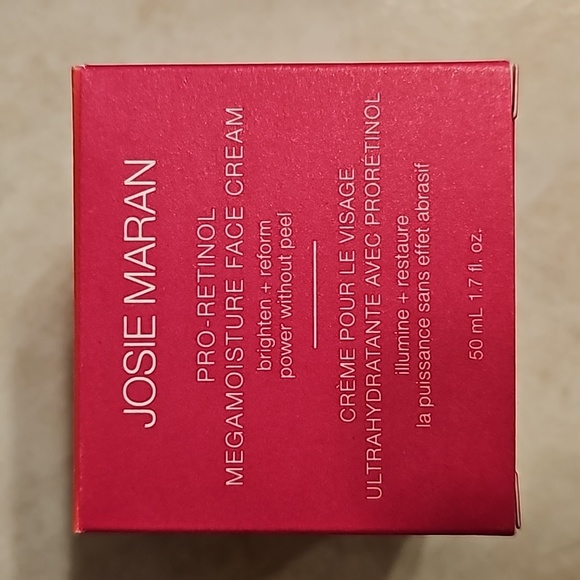 JOSIE MARAN
PRO-RETINOL
MEGAMOISTURE FACE CREAM
brighten + reform
power without peel
CRÈME POUR LE VISAGE
ULTRAHYDRATANTE AVEC PRORÉTINOL
illumine + restaure
la puissance sans effet abrasif
50 mL 1.7 fl. oz.